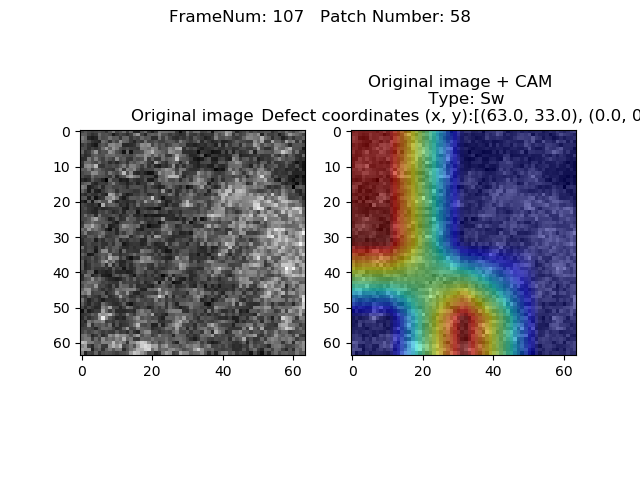 FrameNum: 107   Patch Number: 58
Original image + CAM
Type: Sw
Original image
Defect coordinates (x, y):[(63.0, 33.0), (0.0, 0
0
10
20
30
40
50
60
0 20 40 60
0
10
20
30
40
50
60
0 20 40 60